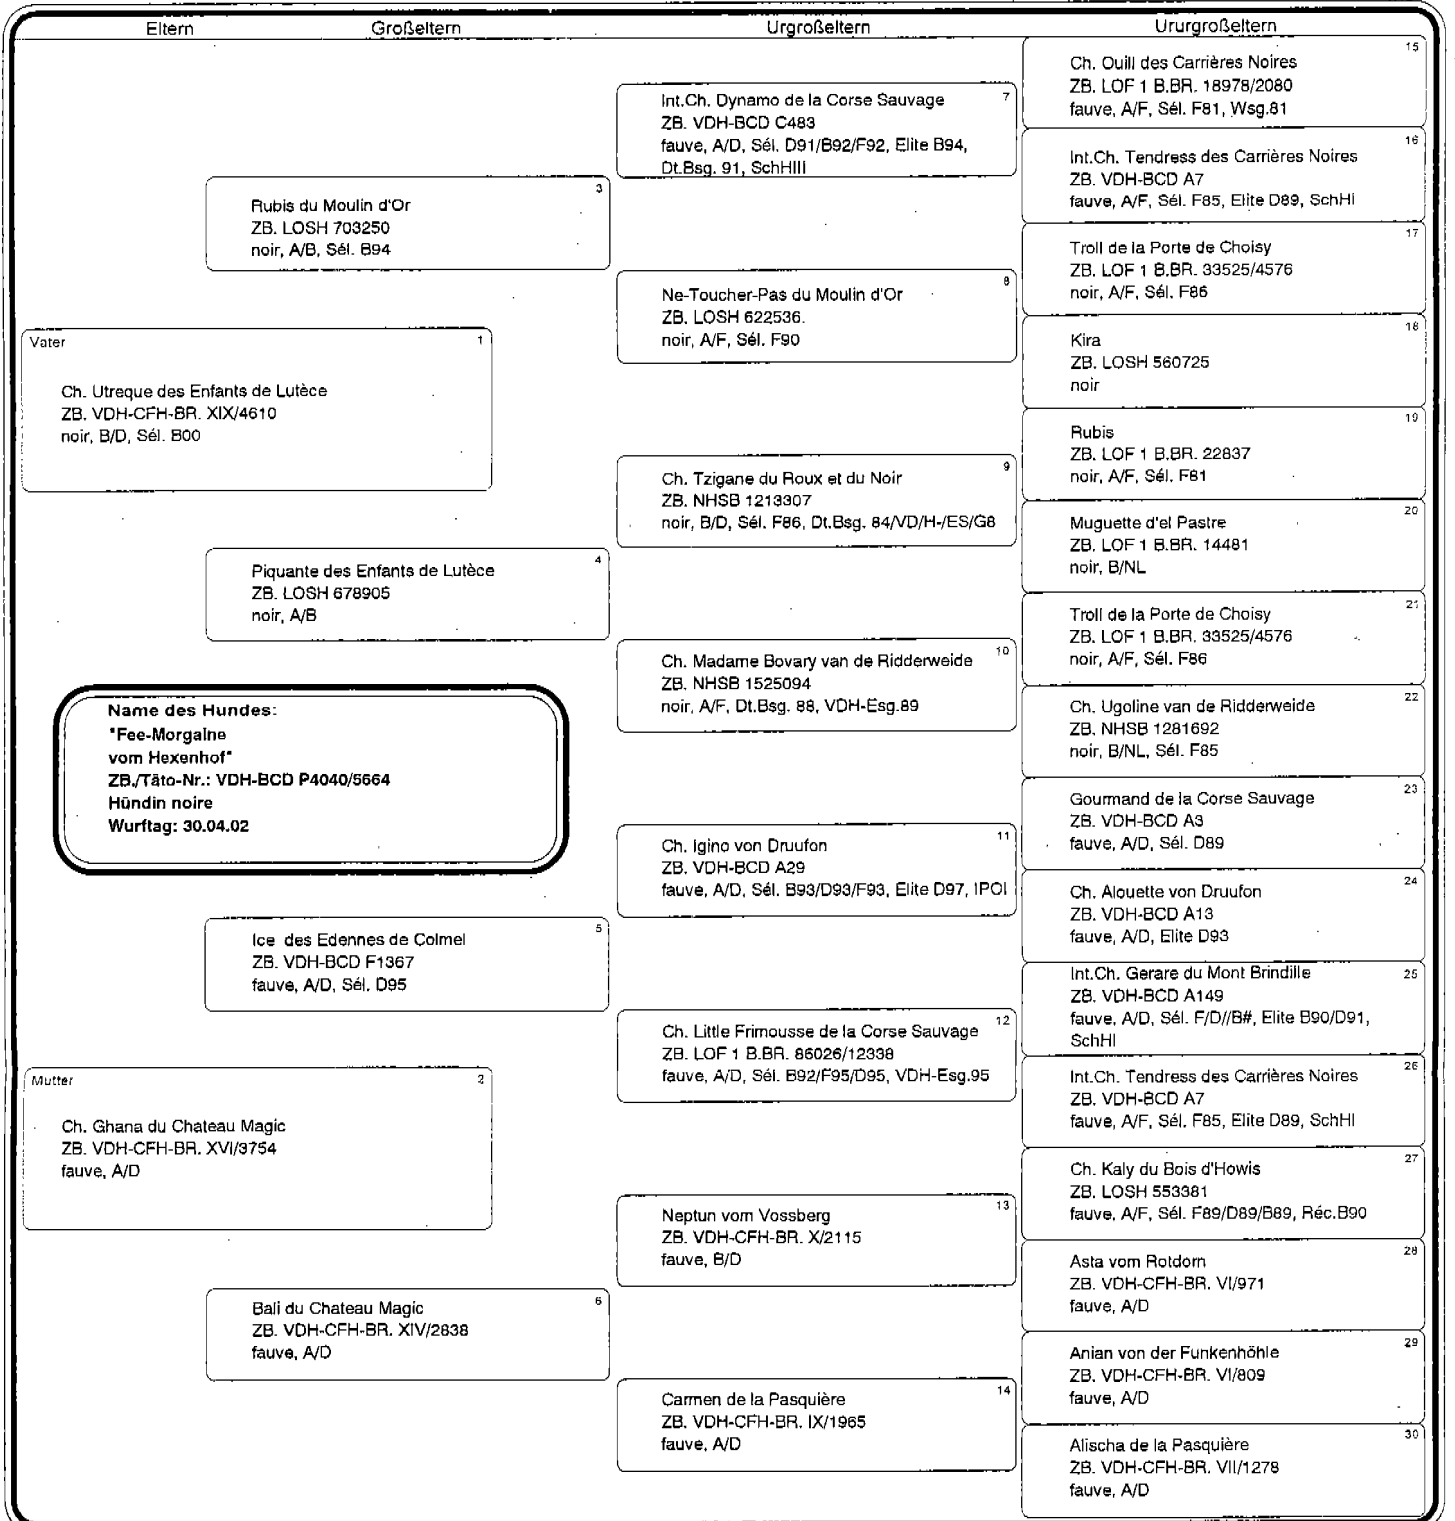 Eltern Großeltern Urgroßeltern Ururgroßeltern
Vater 1
Ch. Utreque des Enfants de Lutèce
ZB. VDH-CFH-BR. XIX/4610
noir, B/D, Sél. B00
Name des Hundes:
"Fee-Morgaine
vom Hexenhof"
ZB./Täto-Nr.: VDH-BCD P4040/5664
Hündin noire
Wurftag: 30.04.02
Mutter 2
Ch. Ghana du Chateau Magic
ZB. VDH-CFH-BR. XVI/3754
fauve, A/D
3
Rubis du Moulin d'Or
ZB. LOSH 703250
noir, A/B, Sél. B94
4
Piquante des Enfants de Lutèce
ZB. LOSH 678905
noir, A/B
5
Ice des Edennes de Colmel
ZB. VDH-BCD F1367
fauve, A/D, Sél. D95
6
Bali du Chateau Magic
ZB. VDH-CFH-BR. XIV/2838
fauve, A/D
7
Int.Ch. Dynamo de la Corse Sauvage
ZB. VDH-BCD C483
fauve, A/D, Sél. D91/B92/F92, Elite B94,
Dt.Bsg. 91, SchHIII
8
Ne-Toucher-Pas du Moulin d'Or
ZB. LOSH 622536.
noir, A/F, Sél. F90
9
Ch. Tzigane du Roux et du Noir
ZB. NHSB 1213307
noir, B/D, Sél. F86, Dt.Bsg. 84/VD/H-/ES/G8
10
Ch. Madame Bovary van de Ridderweide
ZB. NHSB 1525094
noir, A/F, Dt.Bsg. 88, VDH-Esg.89
11
Ch. Igino von Druufon
ZB. VDH-BCD A29
fauve, A/D, Sél. B93/D93/F93, Elite D97, IPOI
12
Ch. Little Frimousse de la Corse Sauvage
ZB. LOF 1 B.BR. 86026/12338
fauve, A/D, Sél. B92/F95/D95, VDH-Esg.95
13
Neptun vom Vossberg
ZB. VDH-CFH-BR. X/2115
fauve, B/D
14
Carmen de la Pasquière
ZB. VDH-CFH-BR. IX/1965
fauve, A/D
15
Ch. Ouill des Carrières Noires
ZB. LOF 1 B.BR. 18978/2080
fauve, A/F, Sél. F81, Wsg.81
16
Int.Ch. Tendress des Carrières Noires
ZB. VDH-BCD A7
fauve, A/F, Sél. F85, Elite D89, SchHI
17
Troll de la Porte de Choisy
ZB. LOF 1 B.BR. 33525/4576
noir, A/F, Sél. F86
18
Kira
ZB. LOSH 560725
noir
19
Rubis
ZB. LOF 1 B.BR. 22837
noir, A/F, Sél. F81
20
Muguette d'el Pastre
ZB. LOF 1 B.BR. 14481
noir, B/NL
21
Troll de la Porte de Choisy
ZB. LOF 1 B.BR. 33525/4576
noir, A/F, Sél. F86
22
Ch. Ugoline van de Ridderweide
ZB. NHSB 1281692
noir, B/NL, Sél. F85
23
Gourmand de la Corse Sauvage
ZB. VDH-BCD A3
fauve, A/D, Sél. D89
24
Ch. Alouette von Druufon
ZB. VDH-BCD A13
fauve, A/D, Elite D93
25
Int.Ch. Gerare du Mont Brindille
ZB. VDH-BCD A149
fauve, A/D, Sél. F/D//B#, Elite B90/D91,
SchHI
26
Int.Ch. Tendress des Carrières Noires
ZB. VDH-BCD A7
fauve, A/F, Sél. F85, Elite D89, SchHI
27
Ch. Kaly du Bois d'Howis
ZB. LOSH 553381
fauve, A/F, Sél. F89/D89/B89, Réc.B90
28
Asta vom Rotdorn
ZB. VDH-CFH-BR. VI/971
fauve, A/D
29
Anian von der Funkenhöhle
ZB. VDH-CFH-BR. VI/809
fauve, A/D
30
Alischa de la Pasquière
ZB. VDH-CFH-BR. VII/1278
fauve, A/D